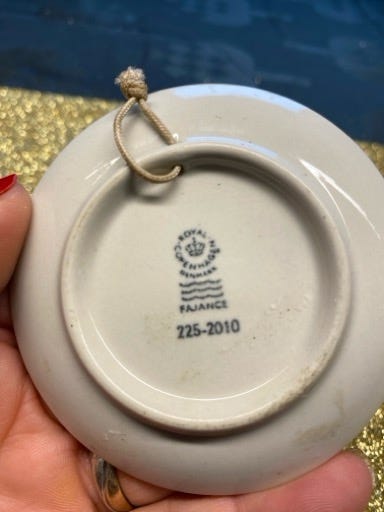 ROYAL
COPENHAGEN
DENMARK
FAJANCE
225-2010